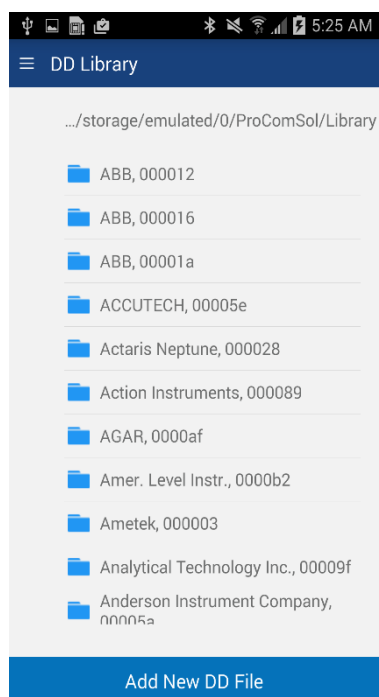 5:25 AM
DD Library
.../storage/emulated/0/ProComSol/Library
ABB, 000012
ABB, 000016
ABB, 00001a
ACCUTECH, 00005e
Actaris Neptune, 000028
Action Instruments, 000089
AGAR, 0000af
Amer. Level Instr., 0000b2
Ametek, 000003
Analytical Technology Inc., 00009f
Anderson Instrument Company,
00005a
Add New DD File